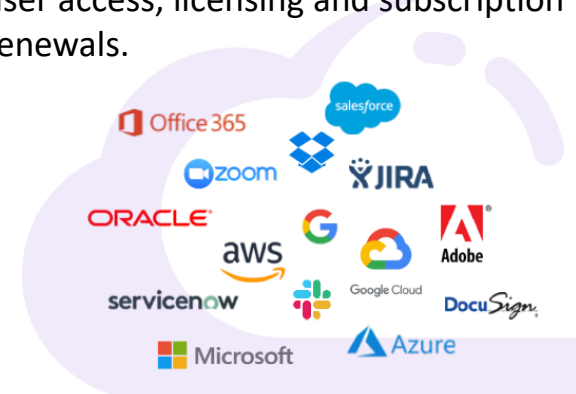 user access, licensing and subscription
renewals.
Office 365
salesforce
zoom
JIRA
ORACLE®
Adobe®
aws
Google Cloud
servicenow
DocuSign
Microsoft
Azure